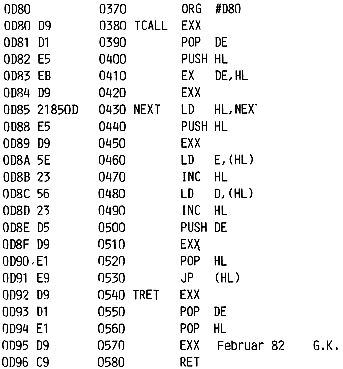 0D80 0370 ORG #D80
0D80 D9 0380 TCALL EXX
0D81 D1 0390 POP DE
0D82 E5 0400 PUSH HL
0D83 EB 0410 EX DE,HL
0D84 D9 0420 EXX
0D85 21850D 0430 NEXT LD HL,NEX
0D88 E5 0440 PUSH HL
0D89 D9 0450 EXX
0D8A 5E 0460 LD E,(HL)
0D8B 23 0470 INC HL
0D8C 56 0480 LD D,(HL)
0D8D 23 0490 INC HL
0D8E D5 0500 PUSH DE
0D8F D9 0510 EXX
0D90 E1 0520 POP HL
0D91 E9 0530 JP (HL)
0D92 D9 0540 TRET EXX
0D93 D1 0550 POP DE
0D94 E1 0560 POP HL
0D95 D9 0570 EXX Februar 82 G.K.
0D96 C9 0580 RET